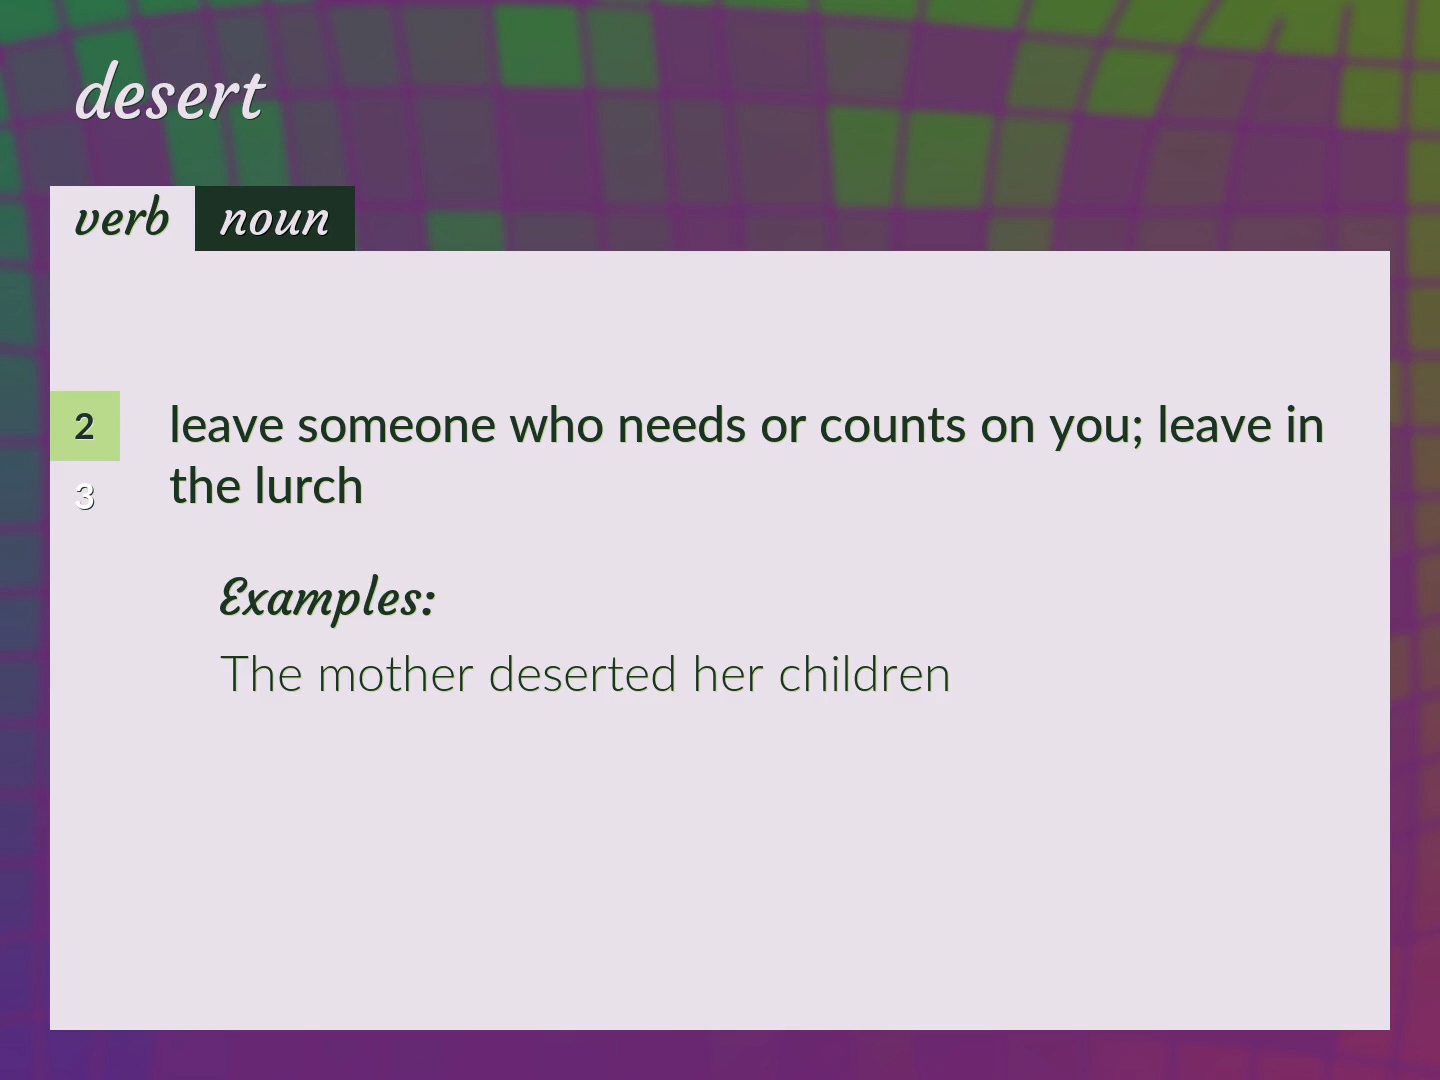 desert
verb noun
2 leave someone who needs or counts on you; leave in
3 the lurch
Examples:
The mother deserted her children